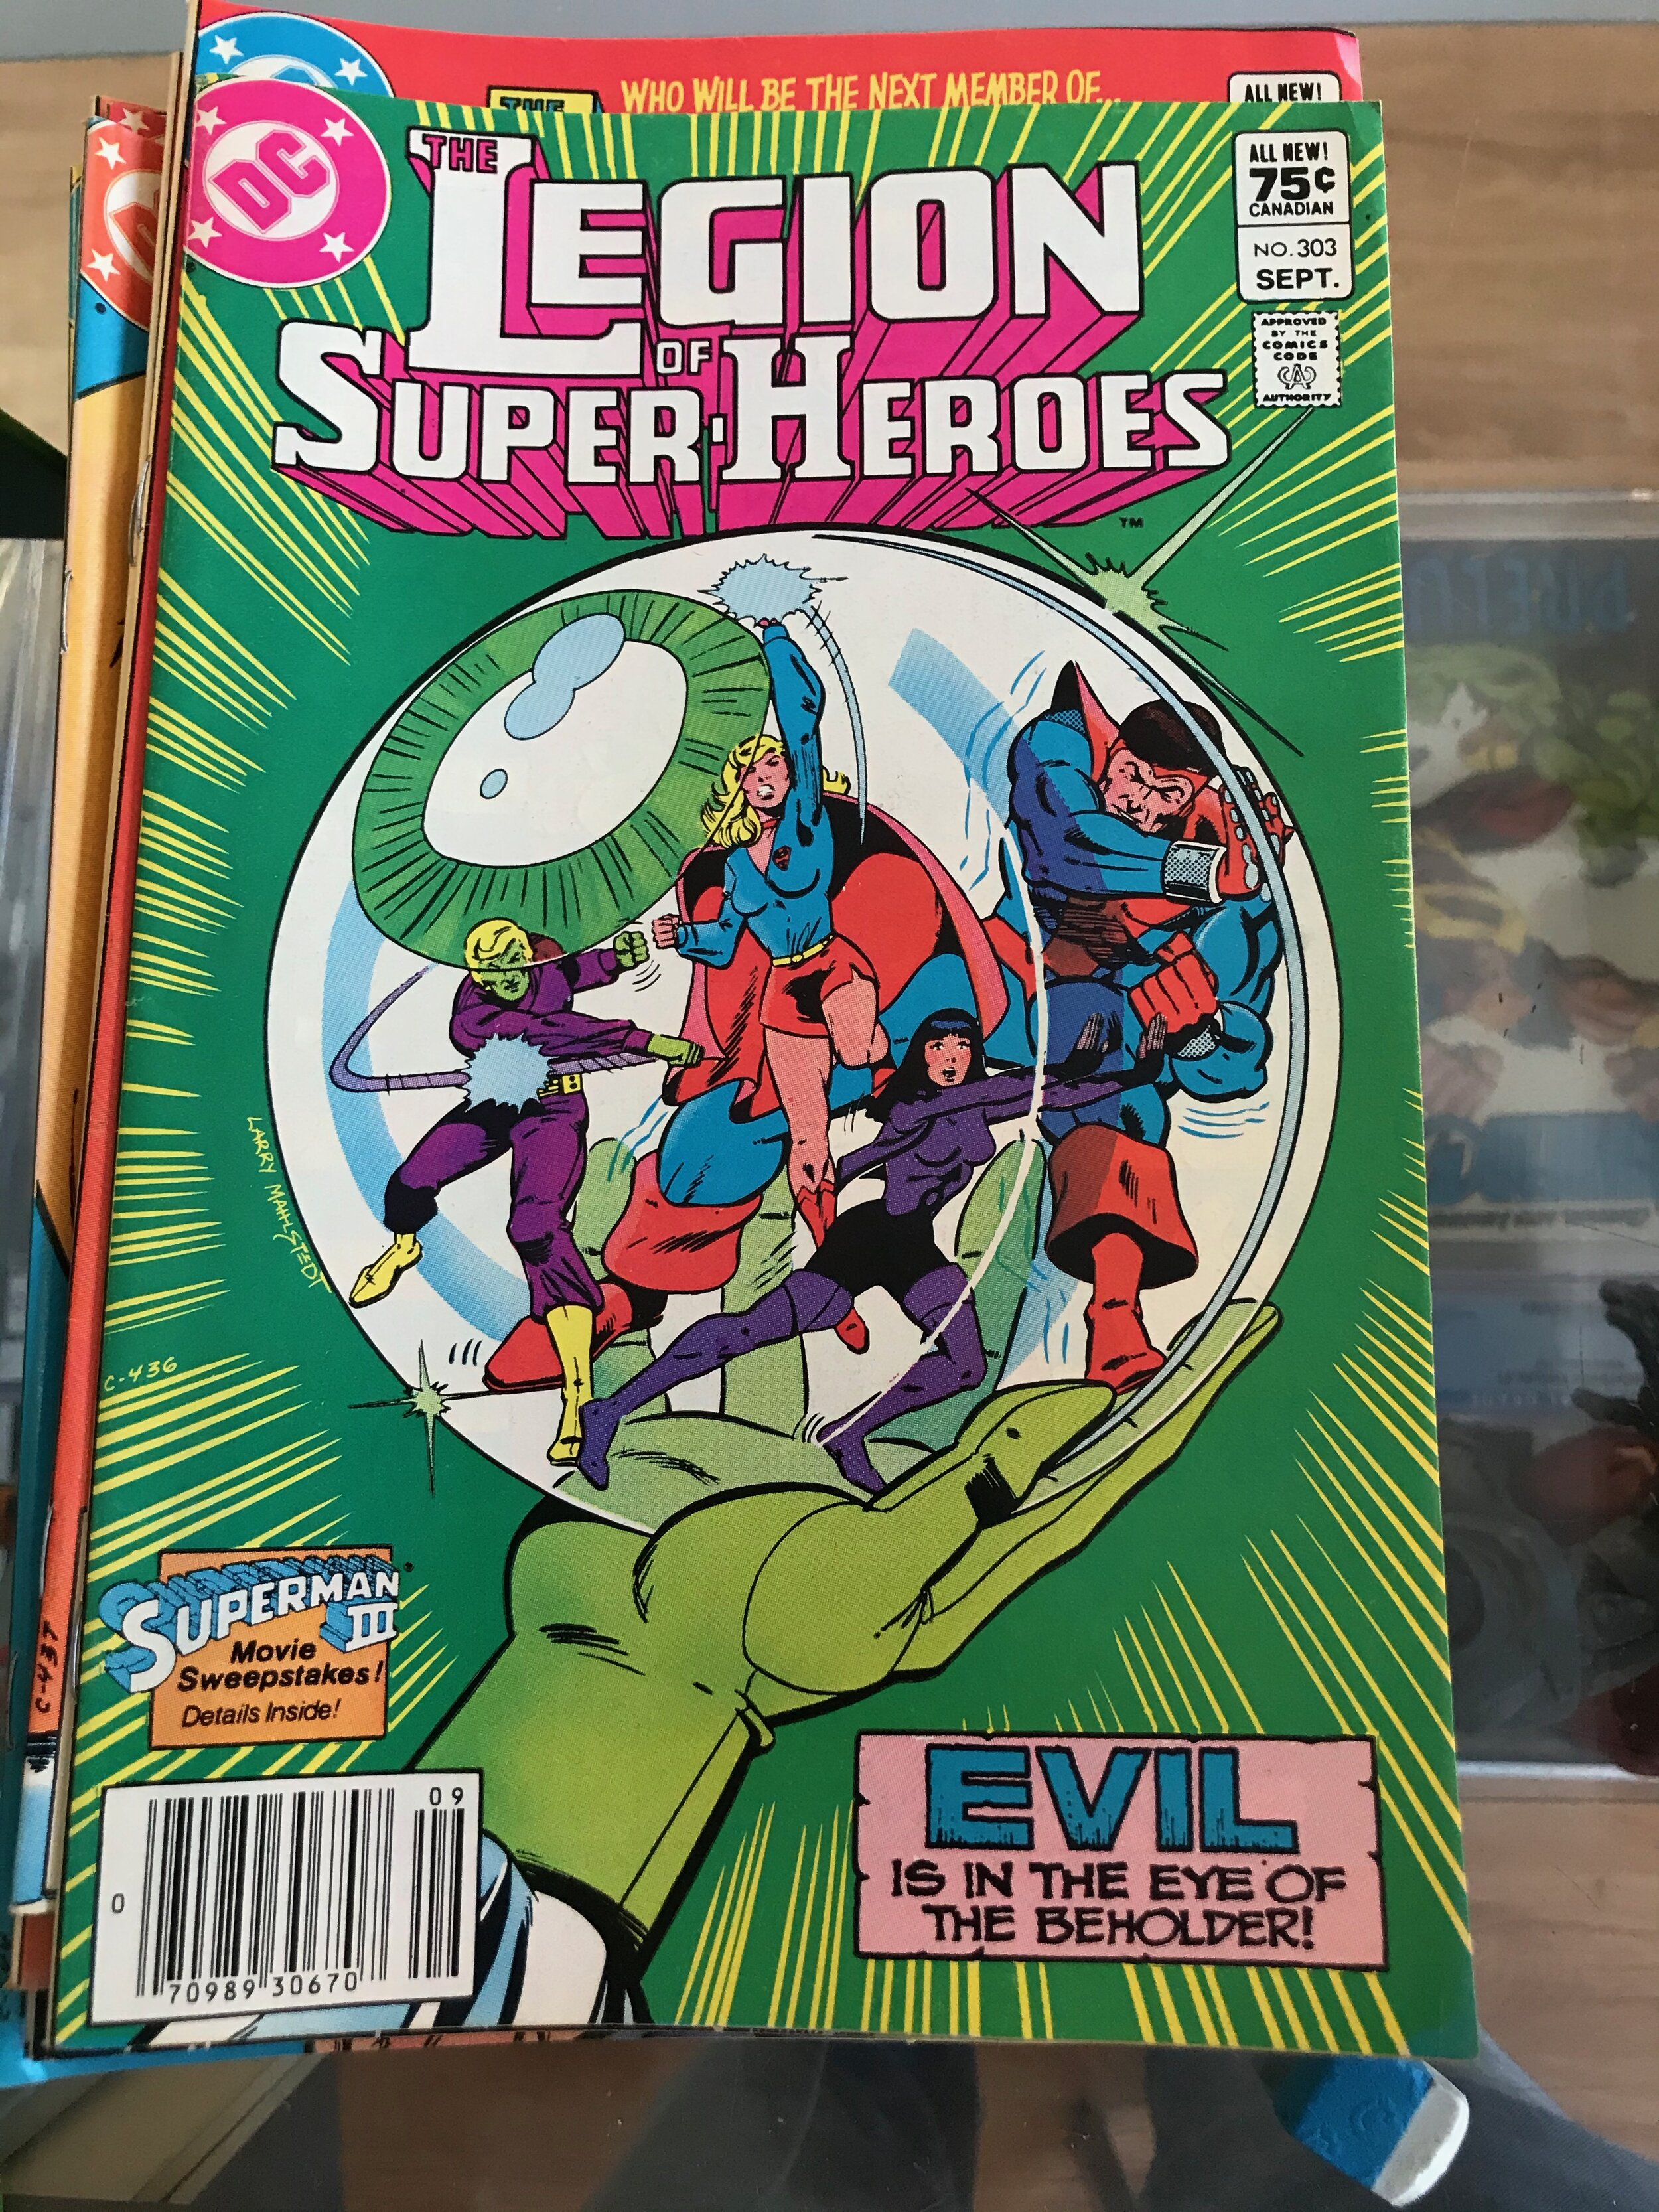 WHO WILL BE THE NEXT MEMBER OF...
THE
ALL NEW!
DC
THE
LEGION
OF
SUPER-HEROES
TM
ALL NEW!
75¢
CANADIAN
NO. 303
SEPT.
APPROVED
BY THE
COMICS
CODE
CA
AUTHORITY
LARRY MAHLSTEDT
C-436
SUPERMAN
III
Movie
Sweepstakes!
Details Inside!
C-437
09
0
70989 30670
EVIL
IS IN THE EYE OF
THE BEHOLDER!